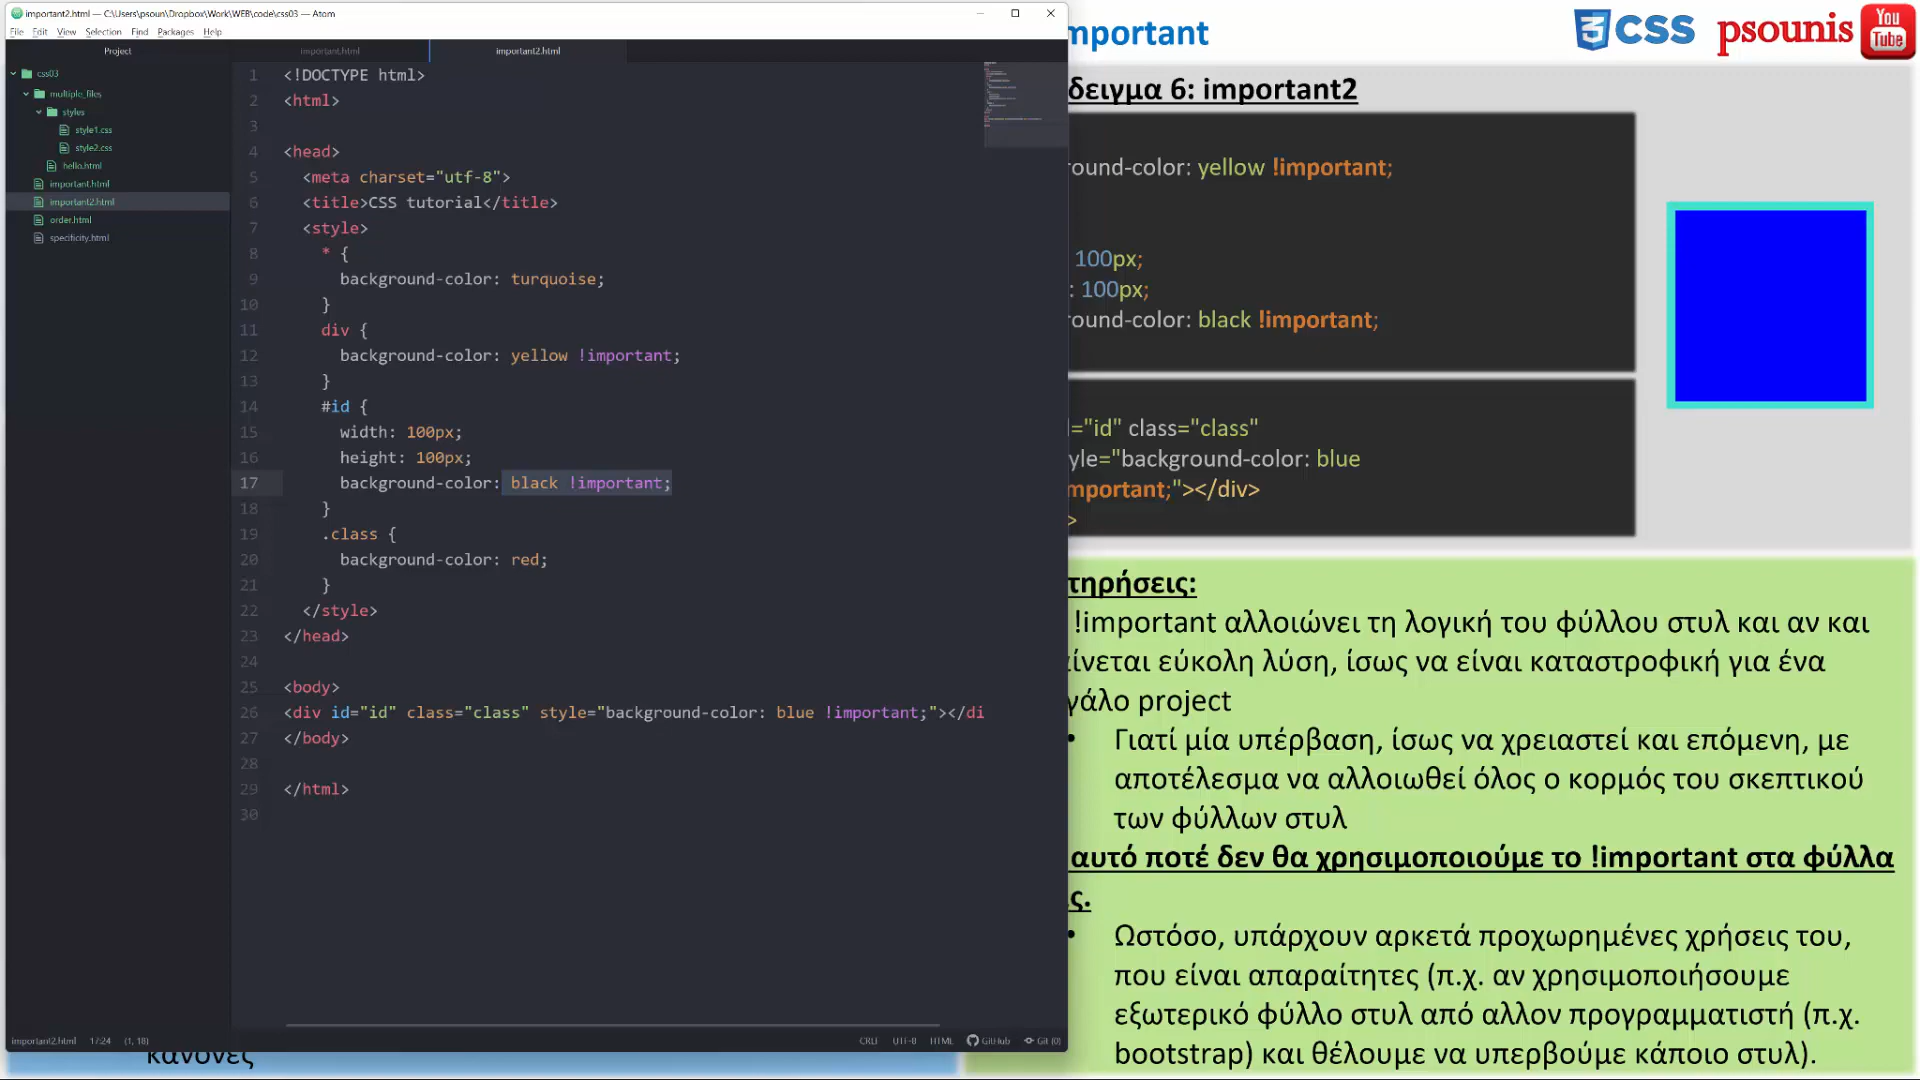 important2.html — C:\Users\psoun\Dropbox\Work\WEB\code\css03 — Atom
File Edit View Selection Find Packages Help
Project
important.html
important2.html
css03
multiple_files
styles
style1.css
style2.css
hello.html
important.html
important2.html
order.html
specificity.html
1 <!DOCTYPE html>
2 <html>
3
4 <head>
5 <meta charset="utf-8">
6 <title>CSS tutorial</title>
7 <style>
8 * {
9 background-color: turquoise;
10 }
11 div {
12 background-color: yellow !important;
13 }
14 #id {
15 width: 100px;
16 height: 100px;
17 background-color: black !important;
18 }
19 .class {
20 background-color: red;
21 }
22 </style>
23 </head>
24
25 <body>
26 <div id="id" class="class" style="background-color: blue !important;"></di
27 </body>
28
29 </html>
30
important2.html 17:24 (1, 18) CRLF UTF-8 HTML GitHub Git (0)
κανόνες
mportant
CSS psounis You Tube
δειγμα 6: important2
ound-color: yellow !important;
100px;
: 100px;
ound-color: black !important;
="id" class="class"
yle="background-color: blue
mportant;"></div>
>
τηρήσεις:
!important αλλοιώνει τη λογική του φύλλου στυλ και αν και
ίνεται εύκολη λύση, ίσως να είναι καταστροφική για ένα
γάλο project
• Γιατί μία υπέρβαση, ίσως να χρειαστεί και επόμενη, με
αποτέλεσμα να αλλοιωθεί όλος ο κορμός του σκεπτικού
των φύλλων στυλ
αυτό ποτέ δεν θα χρησιμοποιούμε το !important στα φύλλα
ς.
• Ωστόσο, υπάρχουν αρκετά προχωρημένες χρήσεις του,
που είναι απαραίτητες (π.χ. αν χρησιμοποιήσουμε
εξωτερικό φύλλο στυλ από αλλον προγραμματιστή (π.χ.
bootstrap) και θέλουμε να υπερβούμε κάποιο στυλ).